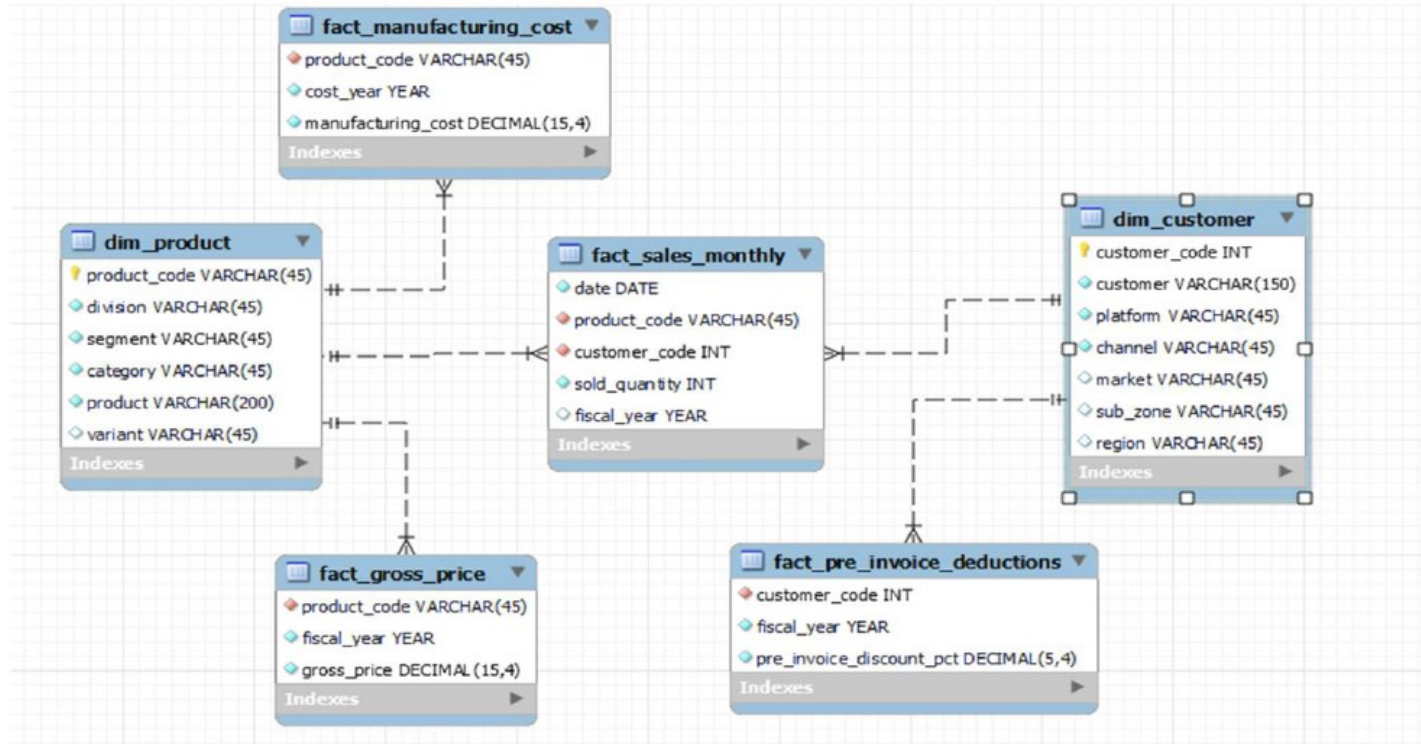 fact_manufacturing_cost
product_code VARCHAR(45)
cost_year YEAR
manufacturing_cost DECIMAL(15,4)
Indexes
dim_product
product_code VARCHAR(45)
division VARCHAR(45)
segment VARCHAR(45)
category VARCHAR(45)
product VARCHAR(200)
variant VARCHAR(45)
Indexes
fact_sales_monthly
date DATE
product_code VARCHAR(45)
customer_code INT
sold_quantity INT
fiscal_year YEAR
Indexes
dim_customer
customer_code INT
customer VARCHAR(150)
platform VARCHAR(45)
channel VARCHAR(45)
market VARCHAR(45)
sub_zone VARCHAR(45)
region VARCHAR(45)
Indexes
fact_gross_price
product_code VARCHAR(45)
fiscal_year YEAR
gross_price DECIMAL(15,4)
Indexes
fact_pre_invoice_deductions
customer_code INT
fiscal_year YEAR
pre_invoice_discount_pct DECIMAL(5,4)
Indexes